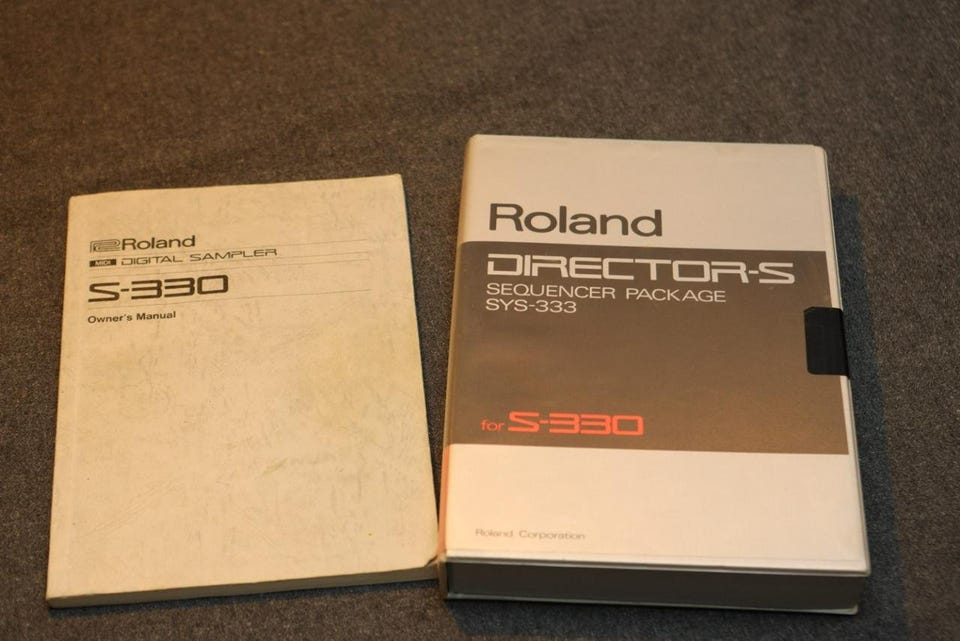 Roland
MIDI DIGITAL SAMPLER
S-330
Owner's Manual
Roland
DIRECTOR-S
SEQUENCER PACKAGE
SYS-333
for S-330
Roland Corporation